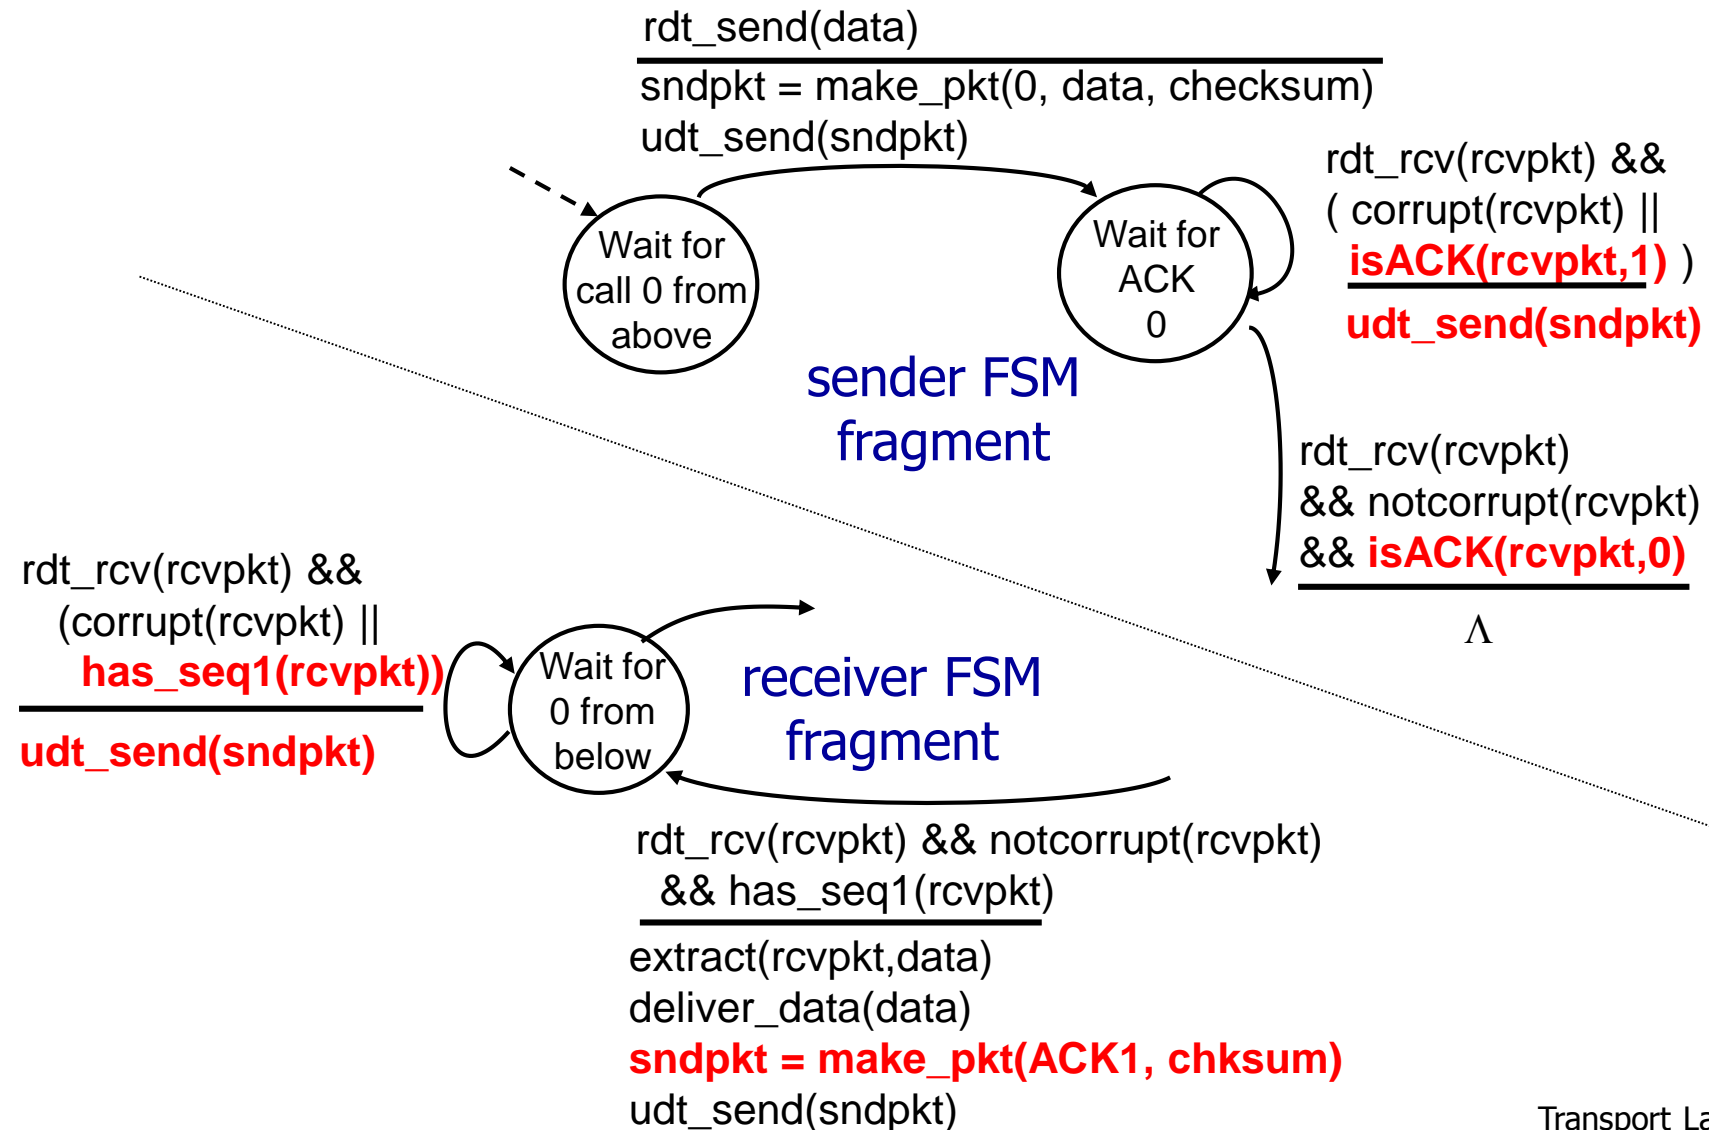 rdt_send(data)
sndpkt = make_pkt(0, data, checksum)
udt_send(sndpkt)
Wait for
call 0 from
above
Wait for
ACK
0
rdt_rcv(rcvpkt) &&
( corrupt(rcvpkt) ||
isACK(rcvpkt,1) )
udt_send(sndpkt)
sender FSM
fragment
rdt_rcv(rcvpkt)
&& notcorrupt(rcvpkt)
&& isACK(rcvpkt,0)
Λ
rdt_rcv(rcvpkt) &&
(corrupt(rcvpkt) ||
has_seq1(rcvpkt))
udt_send(sndpkt)
Wait for
0 from
below
receiver FSM
fragment
rdt_rcv(rcvpkt) && notcorrupt(rcvpkt)
&& has_seq1(rcvpkt)
extract(rcvpkt,data)
deliver_data(data)
sndpkt = make_pkt(ACK1, chksum)
udt_send(sndpkt)
Transport La